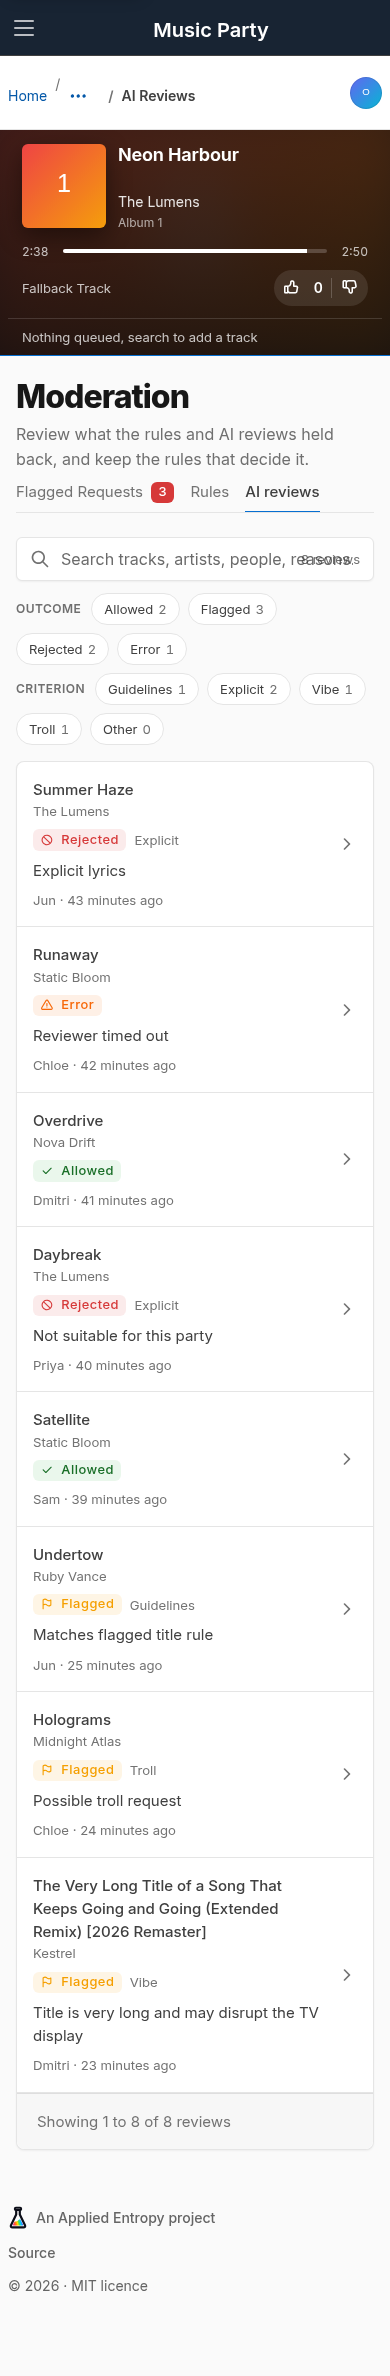 Music Party
Home / ••• / AI Reviews
O
1
Neon Harbour
The Lumens
Album 1
2:38 2:50
Fallback Track 0
Nothing queued, search to add a track
Moderation
Review what the rules and AI reviews held
back, and keep the rules that decide it.
Flagged Requests 3 Rules AI reviews
Search tracks, artists, people, reasons 8 reviews
OUTCOME Allowed 2 Flagged 3
Rejected 2 Error 1
CRITERION Guidelines 1 Explicit 2 Vibe 1
Troll 1 Other 0
Summer Haze
The Lumens
Rejected Explicit
Explicit lyrics
Jun · 43 minutes ago
Runaway
Static Bloom
Error
Reviewer timed out
Chloe · 42 minutes ago
Overdrive
Nova Drift
Allowed
Dmitri · 41 minutes ago
Daybreak
The Lumens
Rejected Explicit
Not suitable for this party
Priya · 40 minutes ago
Satellite
Static Bloom
Allowed
Sam · 39 minutes ago
Undertow
Ruby Vance
Flagged Guidelines
Matches flagged title rule
Jun · 25 minutes ago
Holograms
Midnight Atlas
Flagged Troll
Possible troll request
Chloe · 24 minutes ago
The Very Long Title of a Song That
Keeps Going and Going (Extended
Remix) [2026 Remaster]
Kestrel
Flagged Vibe
Title is very long and may disrupt the TV
display
Dmitri · 23 minutes ago
Showing 1 to 8 of 8 reviews
An Applied Entropy project
Source
© 2026 · MIT licence